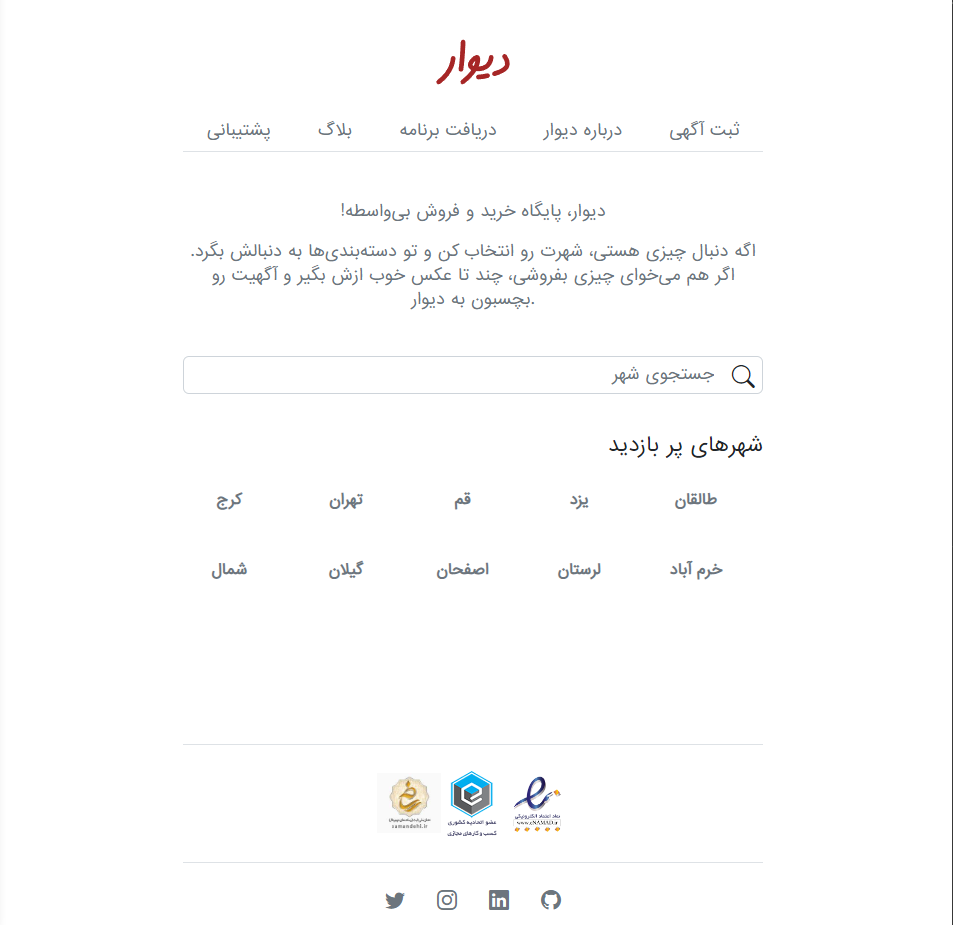 دیوار
ثبت آگهی درباره دیوار دریافت برنامه بلاگ پشتیبانی
دیوار، پایگاه خرید و فروش بی‌واسطه!
اگه دنبال چیزی هستی، شهرت رو انتخاب کن و تو دسته‌بندی‌ها به دنبالش بگرد.
اگر هم می‌خوای چیزی بفروشی، چند تا عکس خوب ازش بگیر و آگهیت رو
بچسبون به دیوار.
جستجوی شهر
شهرهای پر بازدید
طالقان یزد قم تهران کرج
خرم آباد لرستان اصفحان گیلان شمال
نماد اعتماد الکترونیکی
www.eNAMAD.ir
عضو اتحادیه کشوری
کسب و کارهای مجازی
samandehi.ir